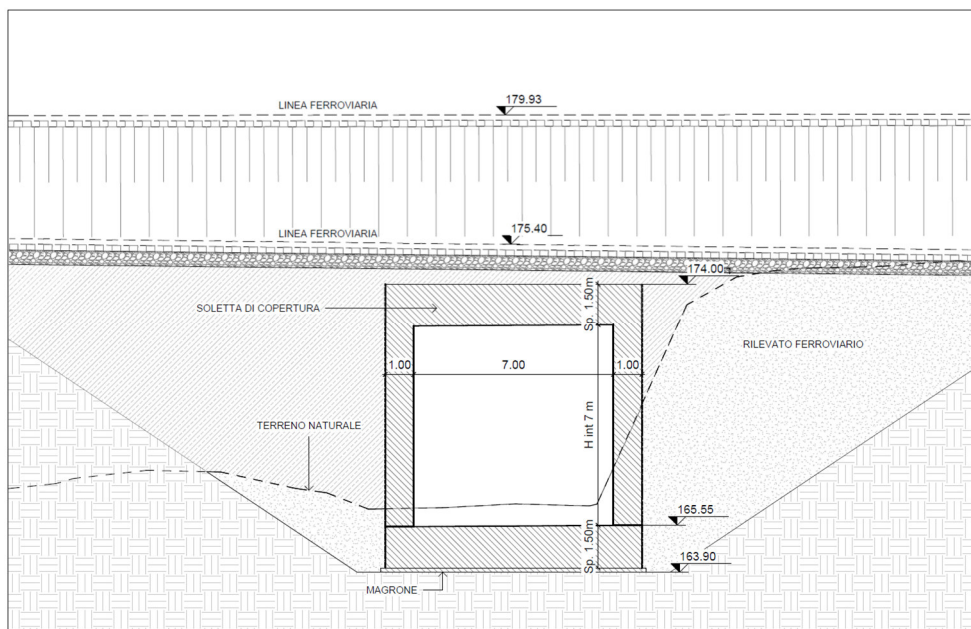 179.93
LINEA FERROVIARIA
175.40
LINEA FERROVIARIA
174.00
SOLETTA DI COPERTURA
Sp. 1.50m
RILEVATO FERROVIARIO
1.00
7.00
1.00
H int 7 m
TERRENO NATURALE
165.55
Sp. 1.50m
163.90
MAGRONE